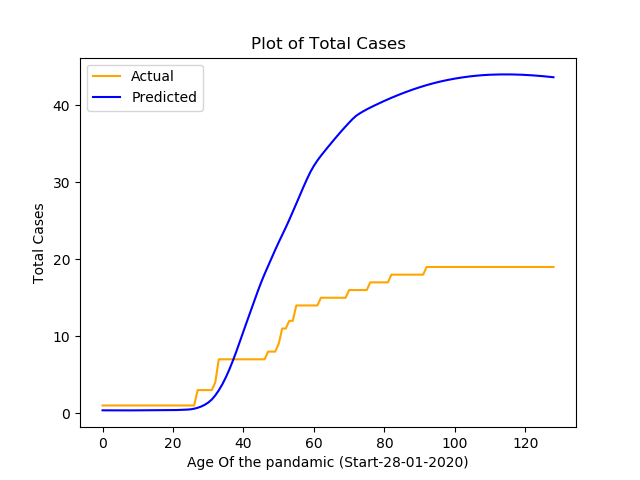 Plot of Total Cases
Actual
Predicted
Total Cases
40
30
20
10
0
0 20 40 60 80 100 120
Age Of the pandamic (Start-28-01-2020)